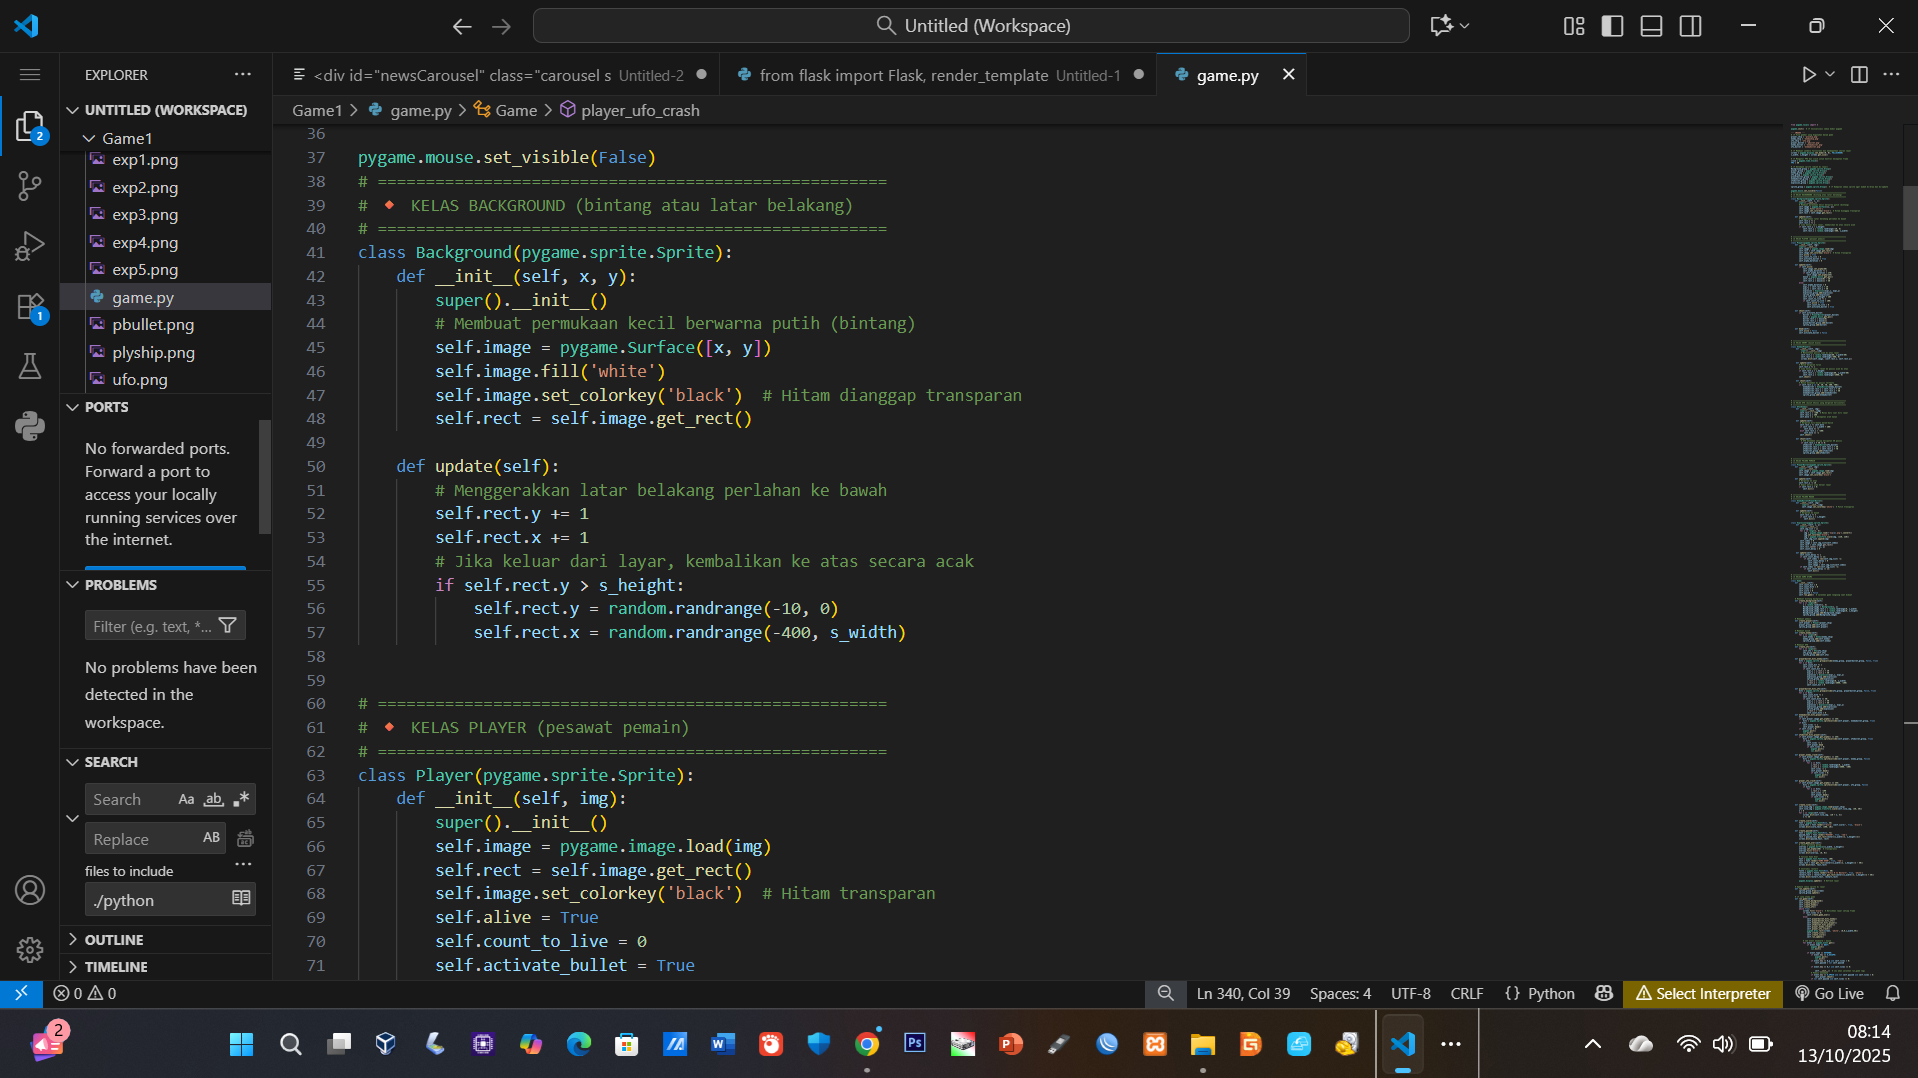 Untitled (Workspace)
EXPLORER
UNTITLED (WORKSPACE)
Game1
exp1.png
exp2.png
exp3.png
exp4.png
exp5.png
game.py
pbullet.png
plyship.png
ufo.png
PORTS
No forwarded ports.
Forward a port to
access your locally
running services over
the internet.
PROBLEMS
Filter (e.g. text, *...
No problems have been
detected in the
workspace.
SEARCH
Search Aa ab
Replace AB
files to include
./python
OUTLINE
TIMELINE
2
1
<div id="newsCarousel" class="carousel s Untitled-2
from flask import Flask, render_template Untitled-1
game.py
Game1 > game.py > Game > player_ufo_crash
36
37 pygame.mouse.set_visible(False)
38 # =====================================================
39 # 🔸 KELAS BACKGROUND (bintang atau latar belakang)
40 # =====================================================
41 class Background(pygame.sprite.Sprite):
42 def __init__(self, x, y):
43 super().__init__()
44 # Membuat permukaan kecil berwarna putih (bintang)
45 self.image = pygame.Surface([x, y])
46 self.image.fill('white')
47 self.image.set_colorkey('black')  # Hitam dianggap transparan
48 self.rect = self.image.get_rect()
49
50 def update(self):
51 # Menggerakkan latar belakang perlahan ke bawah
52 self.rect.y += 1
53 self.rect.x += 1
54 # Jika keluar dari layar, kembalikan ke atas secara acak
55 if self.rect.y > s_height:
56 self.rect.y = random.randrange(-10, 0)
57 self.rect.x = random.randrange(-400, s_width)
58
59
60 # =====================================================
61 # 🔸 KELAS PLAYER (pesawat pemain)
62 # =====================================================
63 class Player(pygame.sprite.Sprite):
64 def __init__(self, img):
65 super().__init__()
66 self.image = pygame.image.load(img)
67 self.rect = self.image.get_rect()
68 self.image.set_colorkey('black')  # Hitam transparan
69 self.alive = True
70 self.count_to_live = 0
71 self.activate_bullet = True
0 0
Ln 340, Col 39 Spaces: 4 UTF-8 CRLF {} Python Select Interpreter Go Live
2
08:14
13/10/2025